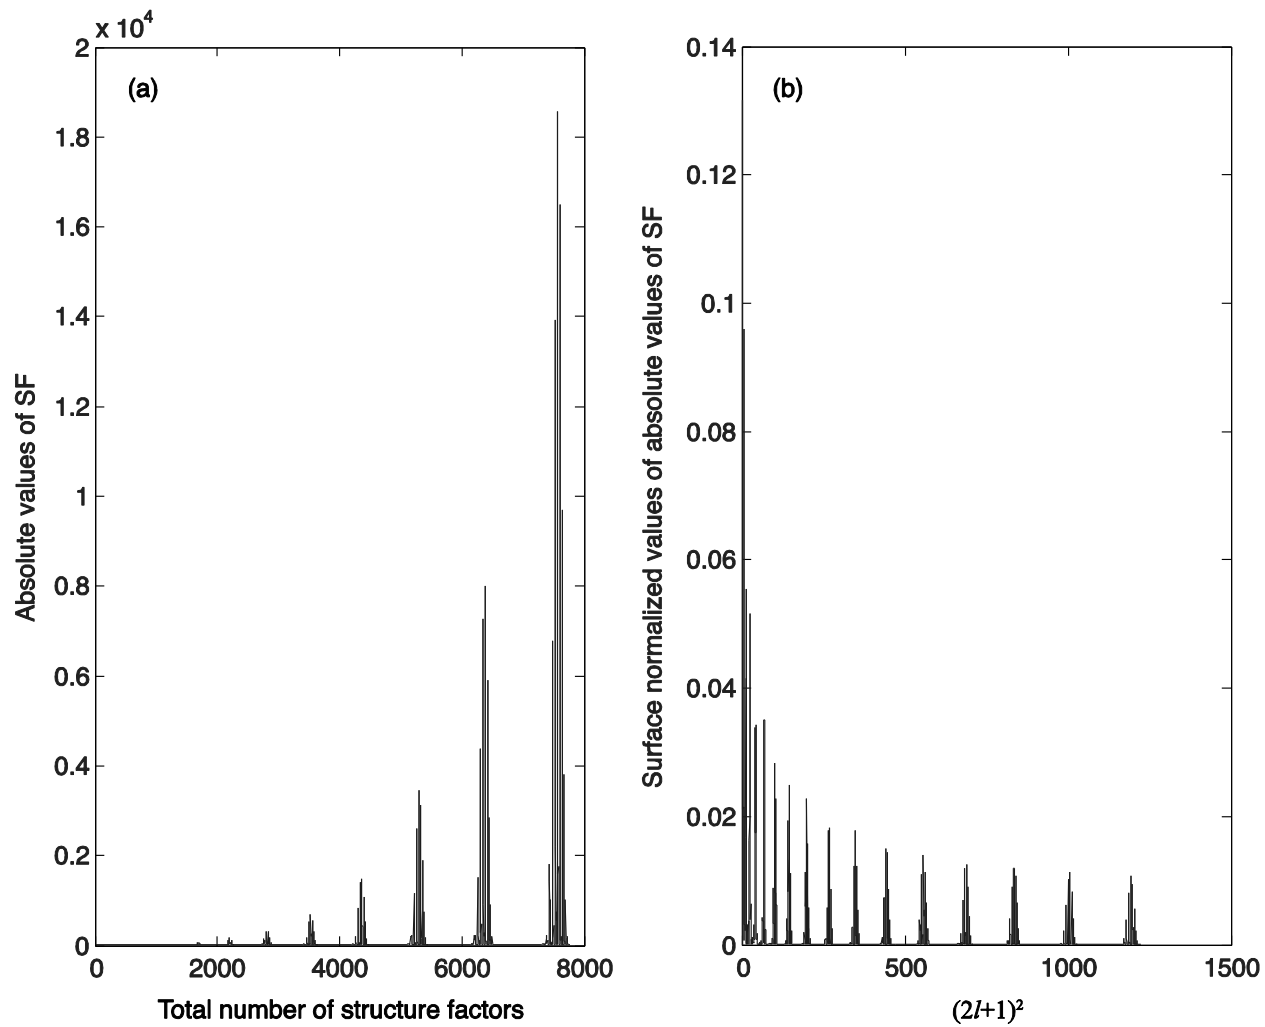 x 10⁴
2
1.8
1.6
1.4
1.2
1
0.8
0.6
0.4
0.2
0
0 2000 4000 6000 8000
(a)
Absolute values of SF
Total number of structure factors
0.14
0.12
0.1
0.08
0.06
0.04
0.02
0
0 500 1000 1500
(b)
Surface normalized values of absolute values of SF
(2l+1)²